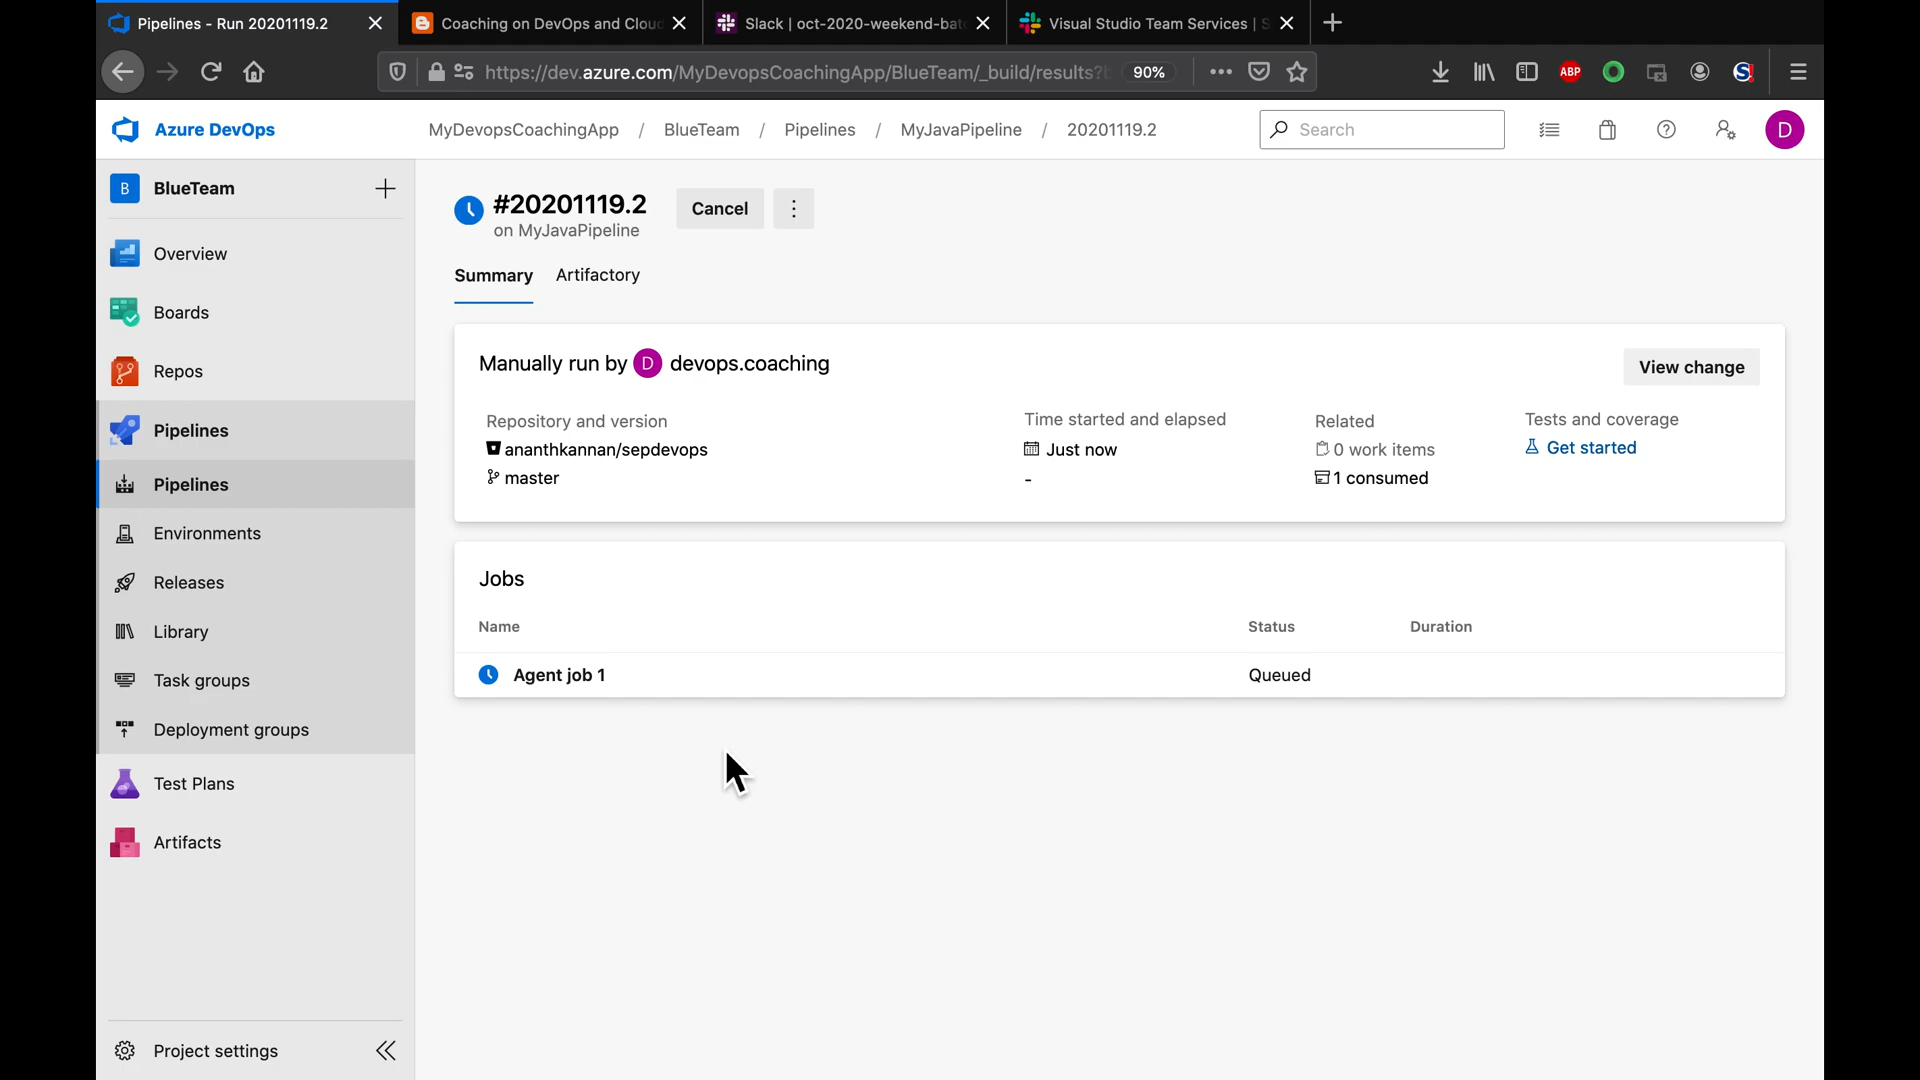 Pipelines - Run 20201119.2
Coaching on DevOps and Clou
Slack | oct-2020-weekend-bat
Visual Studio Team Services | S
https://dev.azure.com/MyDevopsCoachingApp/BlueTeam/_build/results?b
90%
ABP
Azure DevOps
MyDevopsCoachingApp / BlueTeam / Pipelines / MyJavaPipeline / 20201119.2
Search
D
B BlueTeam
Overview
Boards
Repos
Pipelines
Pipelines
Environments
Releases
Library
Task groups
Deployment groups
Test Plans
Artifacts
Project settings
#20201119.2
on MyJavaPipeline
Cancel
Summary
Artifactory
Manually run by D devops.coaching
View change
Repository and version
ananthkannan/sepdevops
master
Time started and elapsed
Just now
-
Related
0 work items
1 consumed
Tests and coverage
Get started
Jobs
Name Status Duration
Agent job 1 Queued